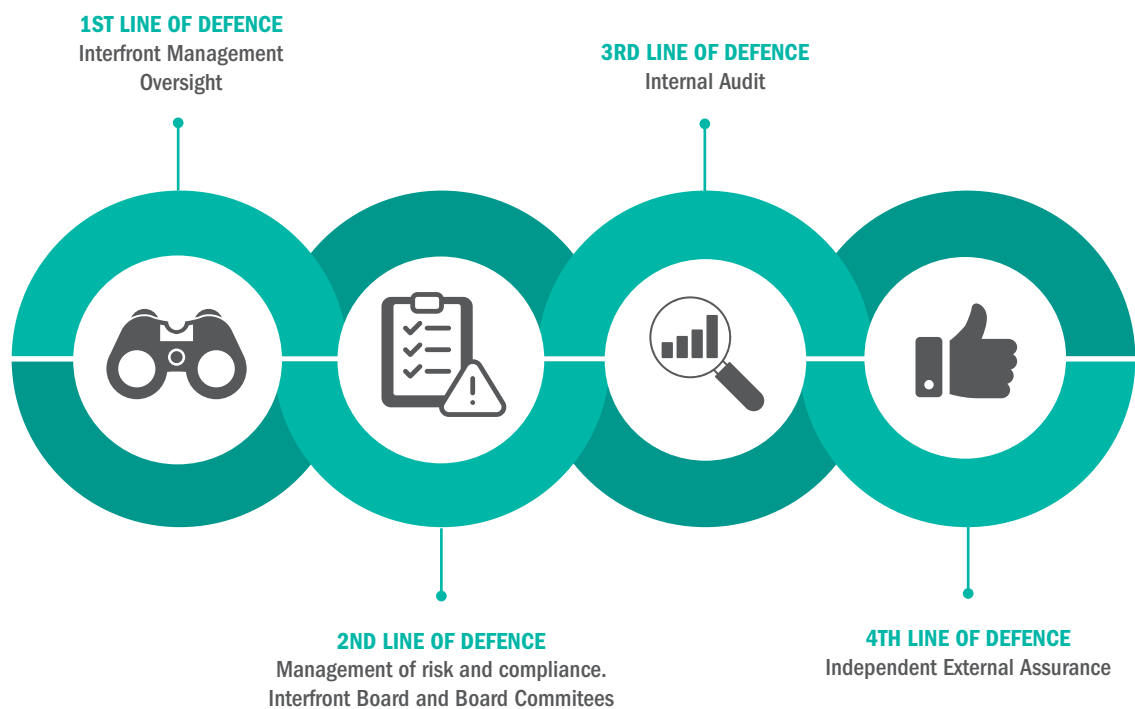 1ST LINE OF DEFENCE
Interfront Management
Oversight
2ND LINE OF DEFENCE
Management of risk and compliance.
Interfront Board and Board Commitees
3RD LINE OF DEFENCE
Internal Audit
4TH LINE OF DEFENCE
Independent External Assurance